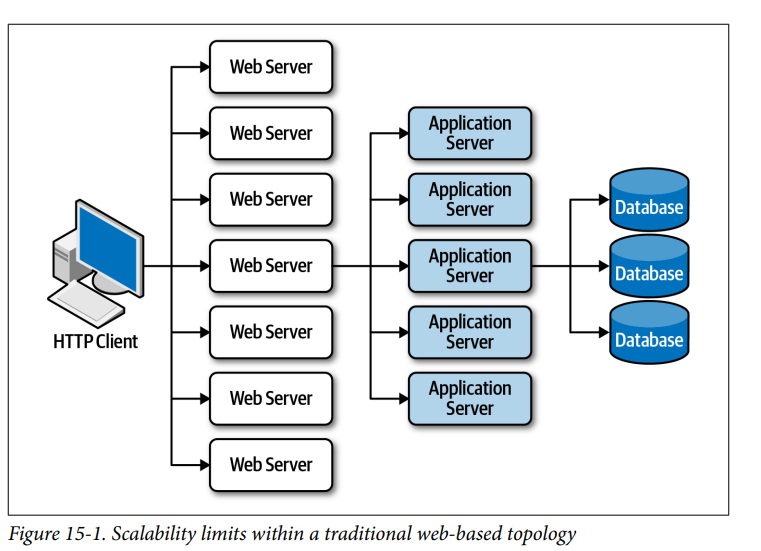 Web Server
Web Server
Web Server
Web Server
Web Server
Web Server
Web Server
Application
Server
Application
Server
Application
Server
Application
Server
Application
Server
Database
Database
Database
HTTP Client
Figure 15-1. Scalability limits within a traditional web-based topology